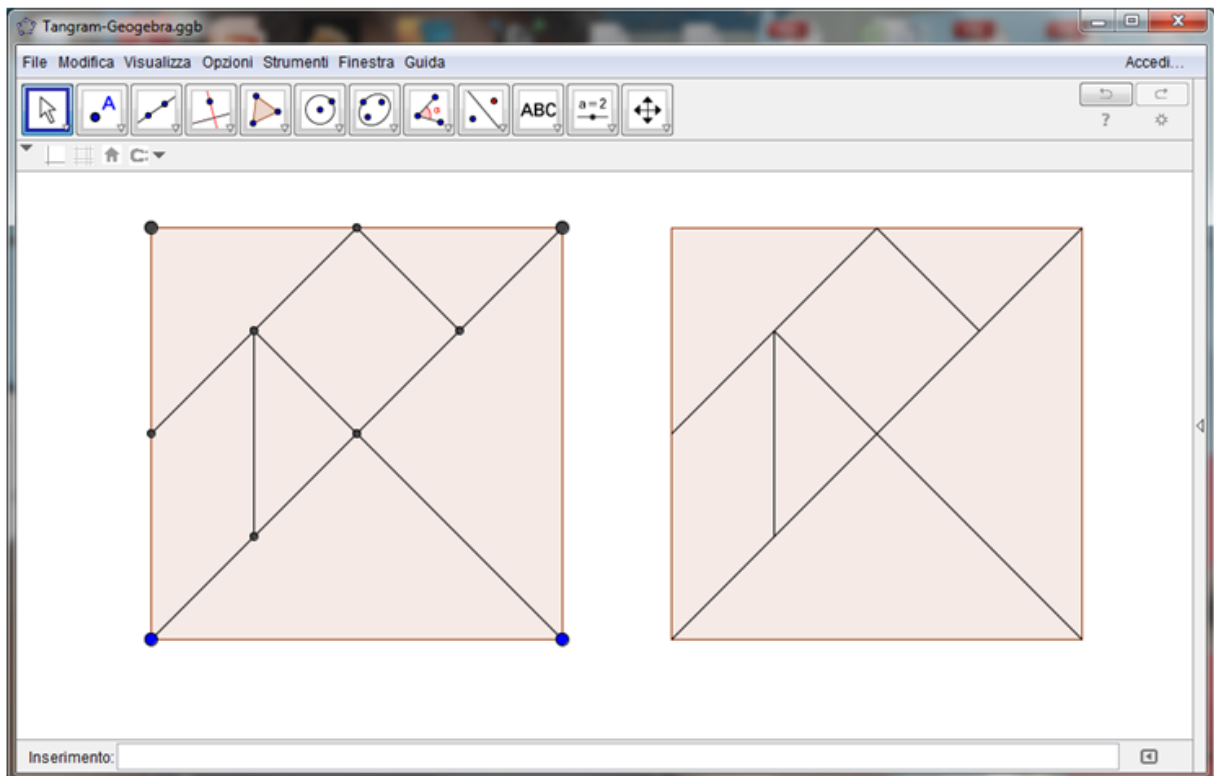 Tangram-Geogebra.ggb
File Modifica Visualizza Opzioni Strumenti Finestra Guida Accedi...
A α ABC a=2
?
Inserimento: